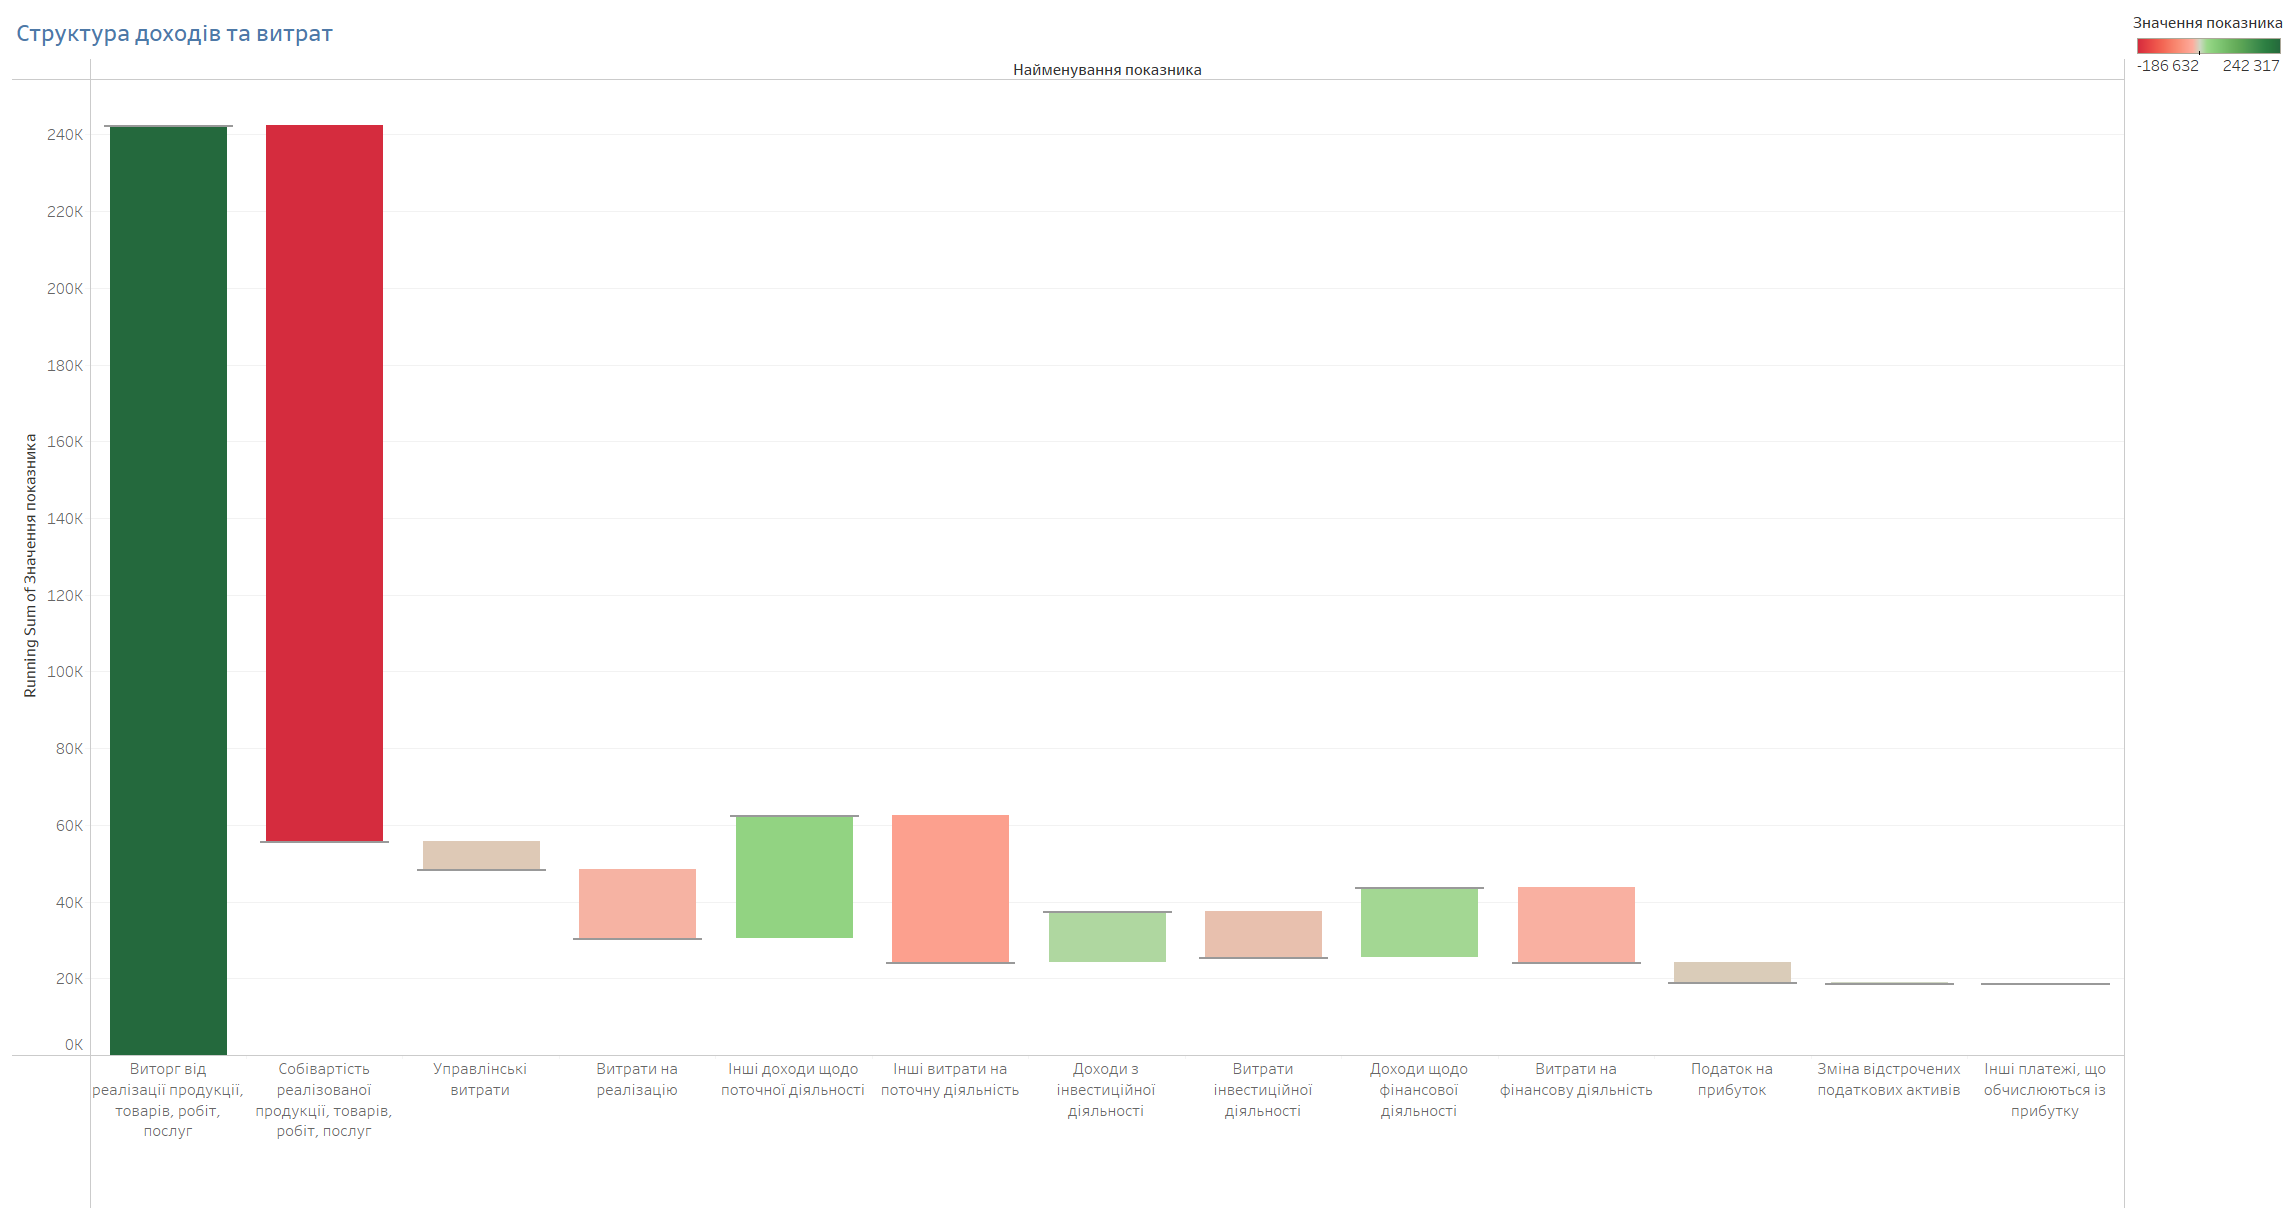 Структура доходів та витрат
Значення показника
-186 632 242 317
Найменування показника
Running Sum of Значення показника
240K
220K
200K
180K
160K
140K
120K
100K
80K
60K
40K
20K
0K
Виторг від
реалізації продукції,
товарів, робіт,
послуг
Собівартість
реалізованої
продукції, товарів,
робіт, послуг
Управлінські
витрати
Витрати на
реалізацію
Інші доходи щодо
поточної діяльності
Інші витрати на
поточну діяльність
Доходи з
інвестиційної
діяльності
Витрати
інвестиційної
діяльності
Доходи щодо
фінансової
діяльності
Витрати на
фінансову діяльність
Податок на
прибуток
Зміна відстрочених
податкових активів
Інші платежі, що
обчислюються із
прибутку